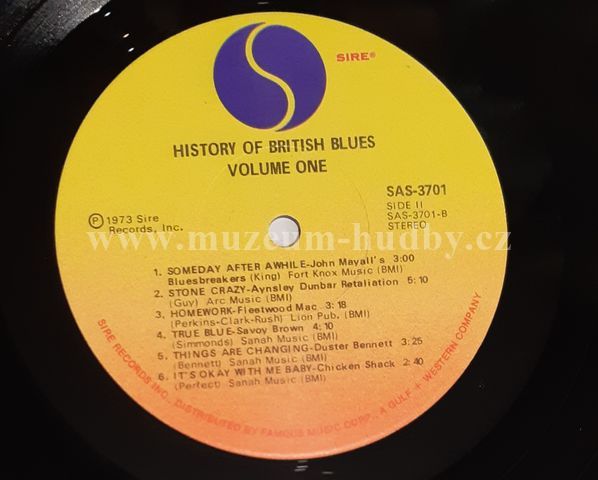 SIRE®
HISTORY OF BRITISH BLUES
VOLUME ONE
SAS-3701
SIDE II
SAS-3701-B
STEREO
Ⓟ 1973 Sire
Records, Inc.
www.muzeum-hudby.cz
1. SOMEDAY AFTER AWHILE-John Mayall's 3:00
Bluesbreakers (King) Fort Knox Music (BMI)
2. STONE CRAZY-Aynsley Dunbar Retaliation 5:10
(Guy) Arc Music (BMI)
3. HOMEWORK-Fleetwood Mac 3:18
(Perkins-Clark-Rush) Lion Pub. (BMI)
4. TRUE BLUE-Savoy Brown 4:10
(Simmonds) Sanah Music (BMI)
5. THINGS ARE CHANGING-Duster Bennett 3:25
(Bennett) Sanah Music (BMI)
6. IT'S OKAY WITH ME BABY-Chicken Shack 2:40
(Perfect) Sanah Music (BMI)
SIRE RECORDS INC., DISTRIBUTED BY FAMOUS MUSIC CORP., A GULF + WESTERN COMPANY